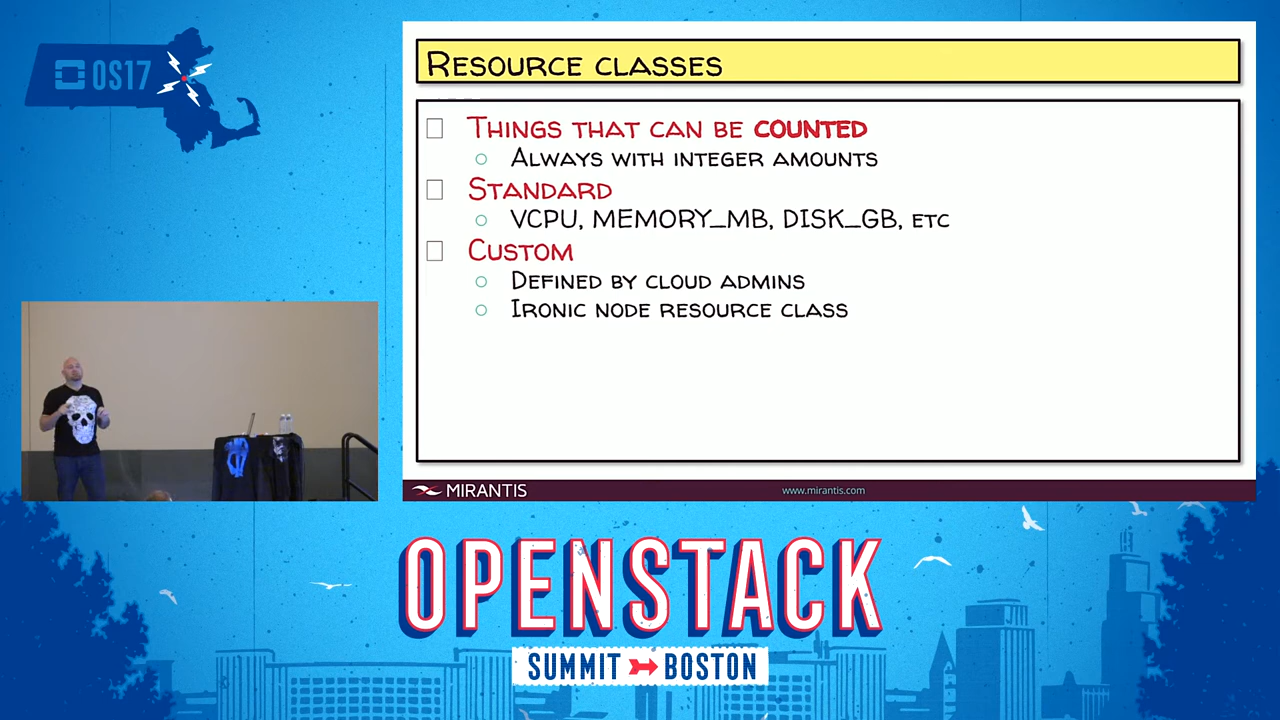 OS17
RESOURCE CLASSES
THINGS THAT CAN BE COUNTED
ALWAYS WITH INTEGER AMOUNTS
STANDARD
VCPU, MEMORY_MB, DISK_GB, ETC
CUSTOM
DEFINED BY CLOUD ADMINS
IRONIC NODE RESOURCE CLASS
MIRANTIS
www.mirantis.com
OPENSTACK
SUMMIT BOSTON